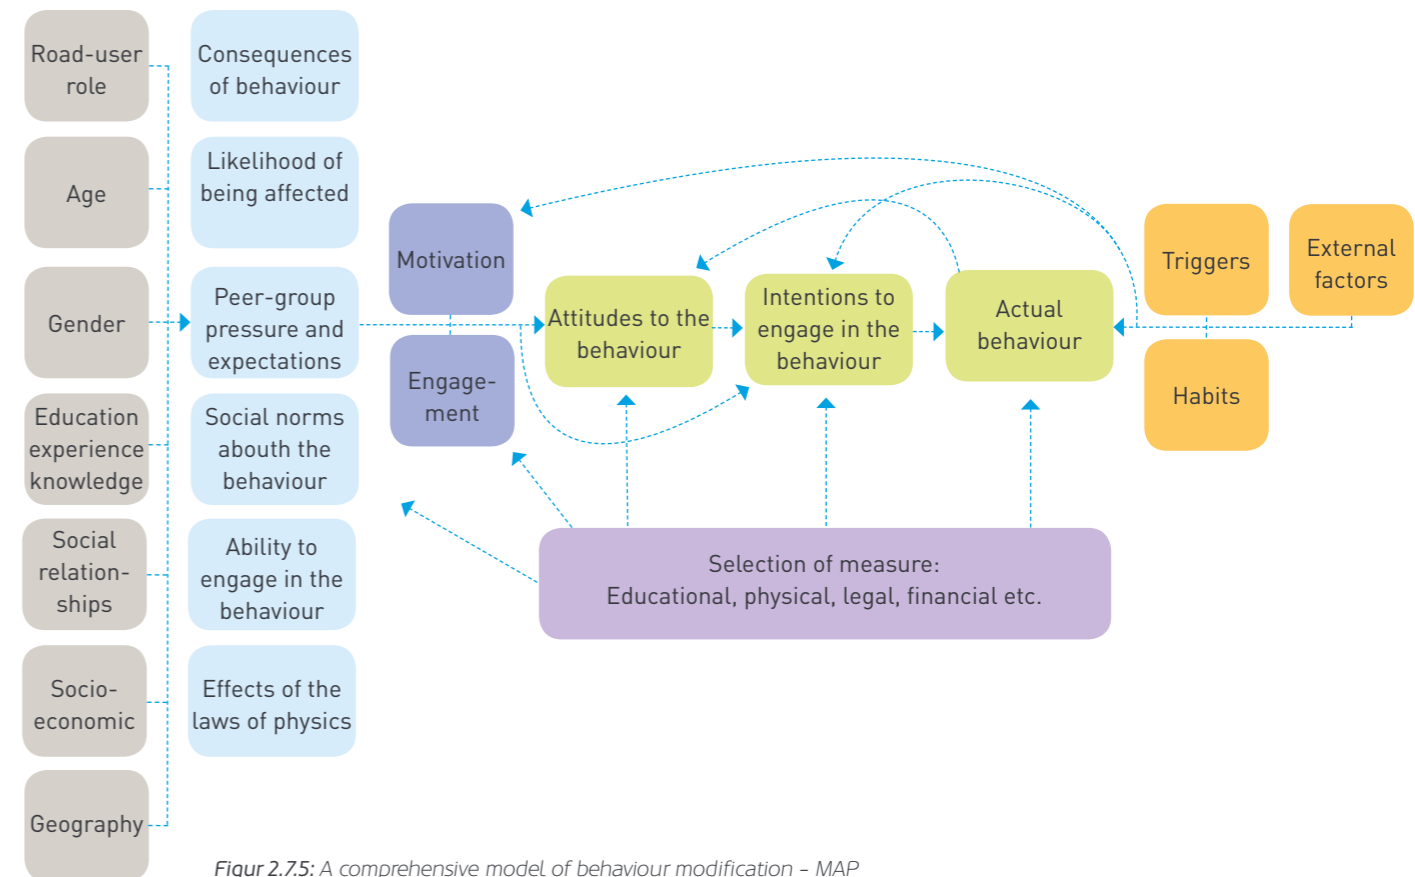 Road-user
role
Age
Gender
Education
experience
knowledge
Social
relation-
ships
Socio-
economic
Geography
Consequences
of behaviour
Likelihood of
being affected
Peer-group
pressure and
expectations
Social norms
abouth the
behaviour
Ability to
engage in the
behaviour
Effects of the
laws of physics
Motivation
Engage-
ment
Attitudes to the
behaviour
Intentions to
engage in the
behaviour
Actual
behaviour
Triggers
Habits
External
factors
Selection of measure:
Educational, physical, legal, financial etc.
Figur 2.7.5: A comprehensive model of behaviour modification – MAP